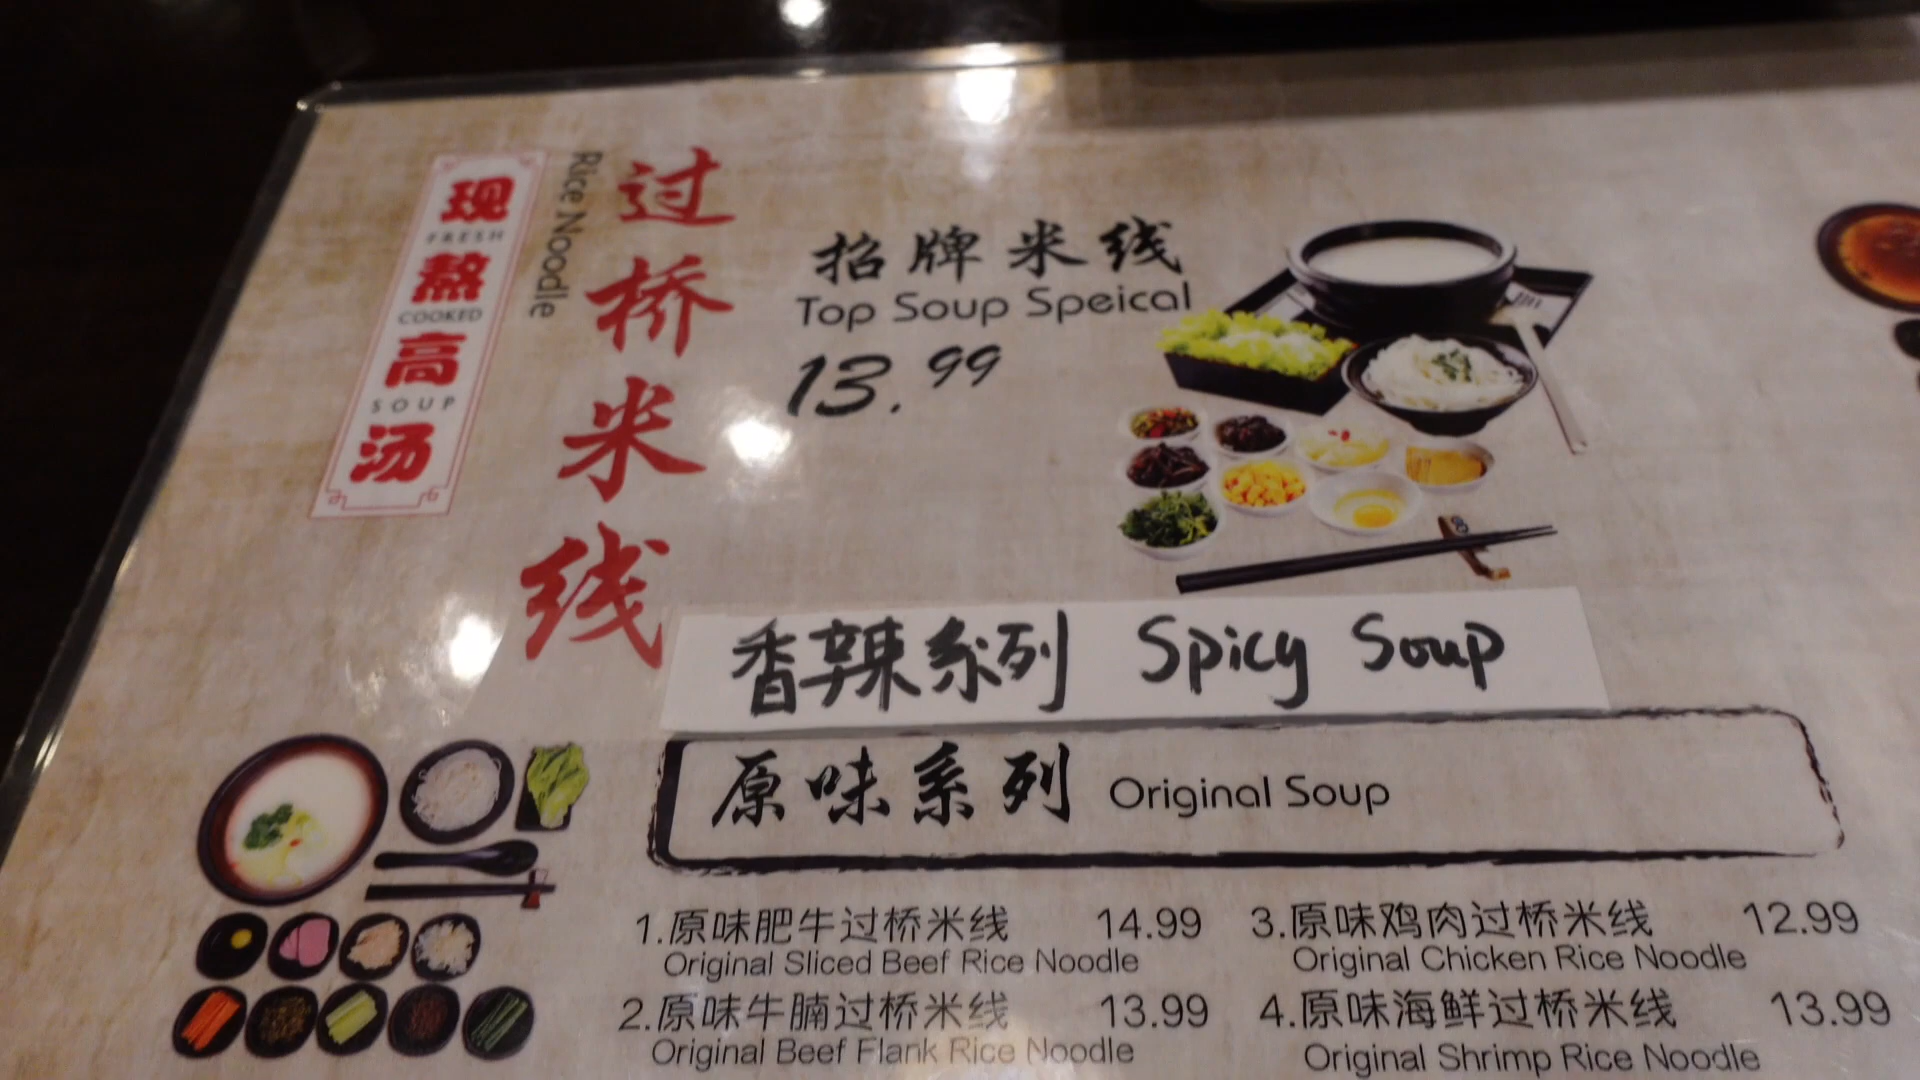 现
FRESH
熬
COOKED
高
SOUP
汤
Rice Noodle
过桥米线
招牌米线
Top Soup Speical
13.99
香辣系列 Spicy Soup
原味系列 Original Soup
1.原味肥牛过桥米线 14.99
Original Sliced Beef Rice Noodle
2.原味牛腩过桥米线 13.99
Original Beef Flank Rice Noodle
3.原味鸡肉过桥米线 12.99
Original Chicken Rice Noodle
4.原味海鲜过桥米线 13.99
Original Shrimp Rice Noodle